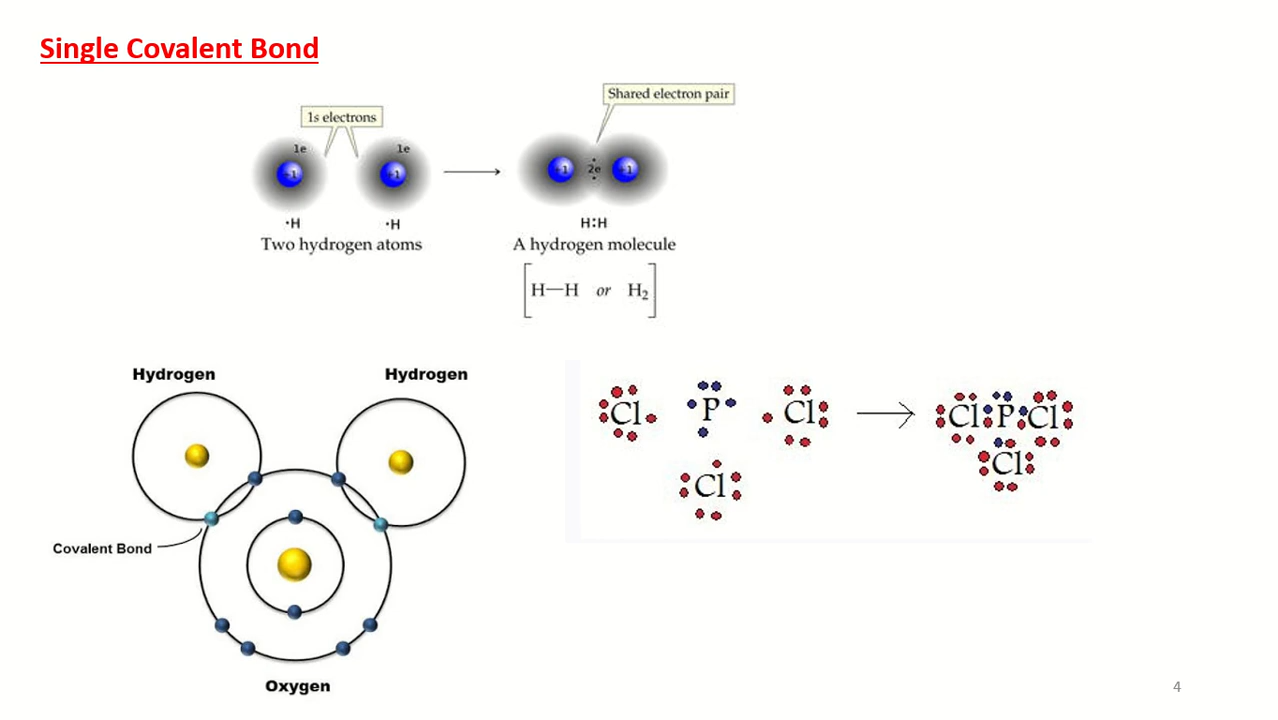 Single Covalent Bond
Shared electron pair
1s electrons
1e
1e
+1
+1
+1
2e
+1
·H
·H
H:H
Two hydrogen atoms
A hydrogen molecule
H—H or H₂
Hydrogen
Hydrogen
Covalent Bond
Oxygen
Cl
P
Cl
Cl
Cl P Cl
Cl
4